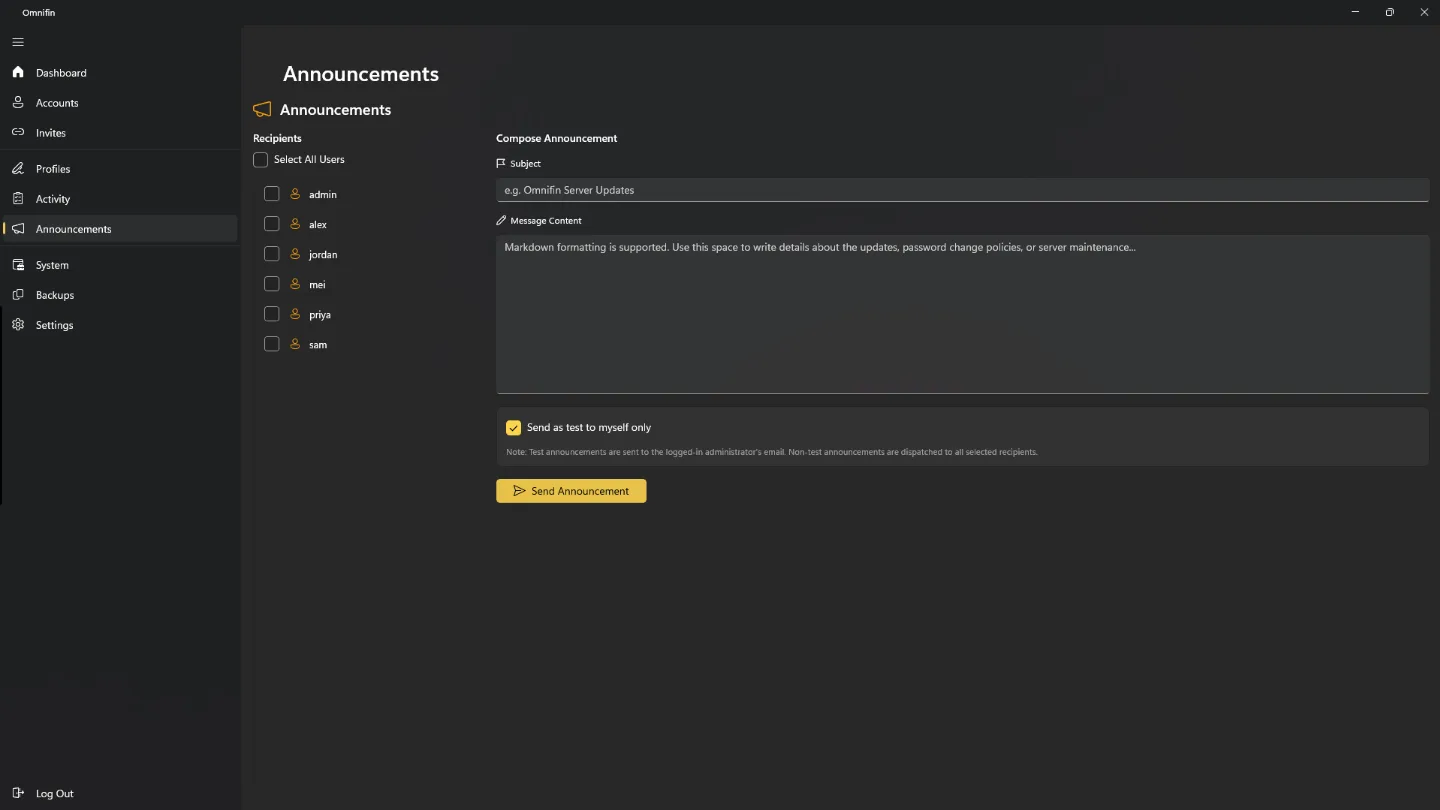 Omnifin
Dashboard
Accounts
Invites
Profiles
Activity
Announcements
System
Backups
Settings
Log Out
Announcements
Announcements
Recipients
Select All Users
admin
alex
jordan
mei
priya
sam
Compose Announcement
Subject
e.g. Omnifin Server Updates
Message Content
Markdown formatting is supported. Use this space to write details about the updates, password change policies, or server maintenance...
Send as test to myself only
Note: Test announcements are sent to the logged-in administrator's email. Non-test announcements are dispatched to all selected recipients.
Send Announcement